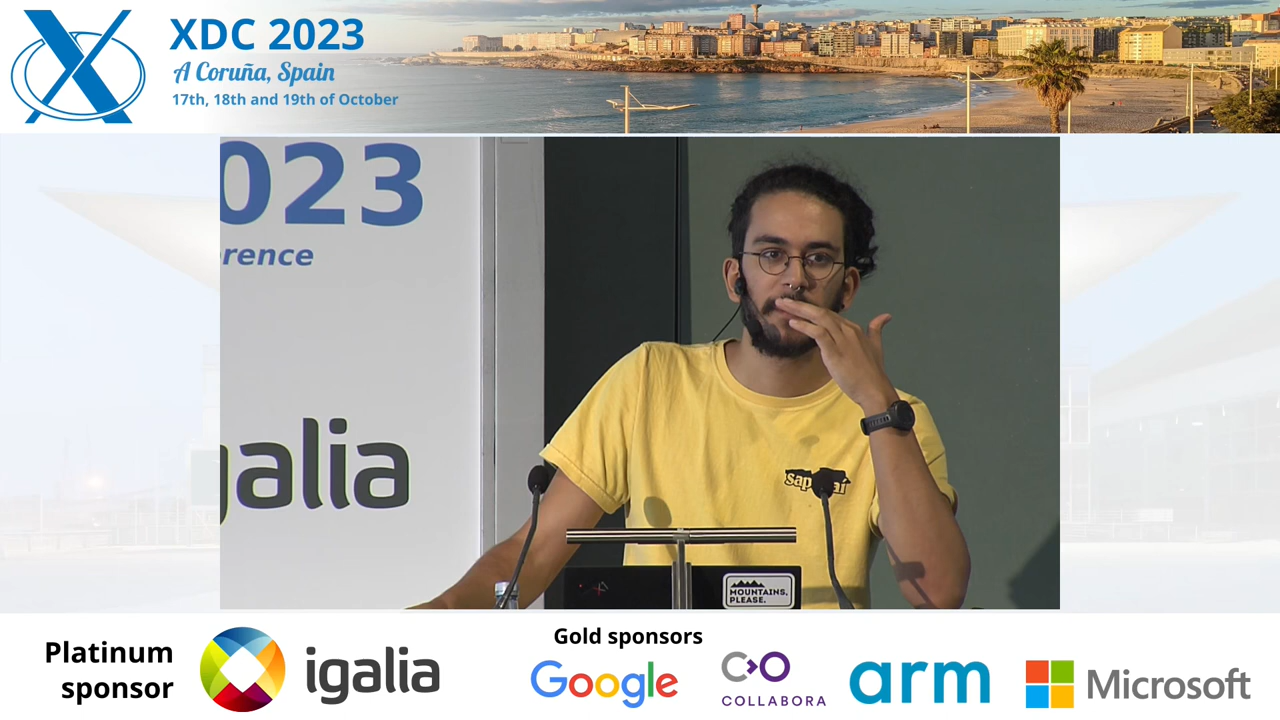 XDC 2023
A Coruña, Spain
17th, 18th and 19th of October
023
rence
galia
MOUNTAINS,
PLEASE.
Platinum
sponsor
igalia
Gold sponsors
Google
COLLABORA
arm
Microsoft